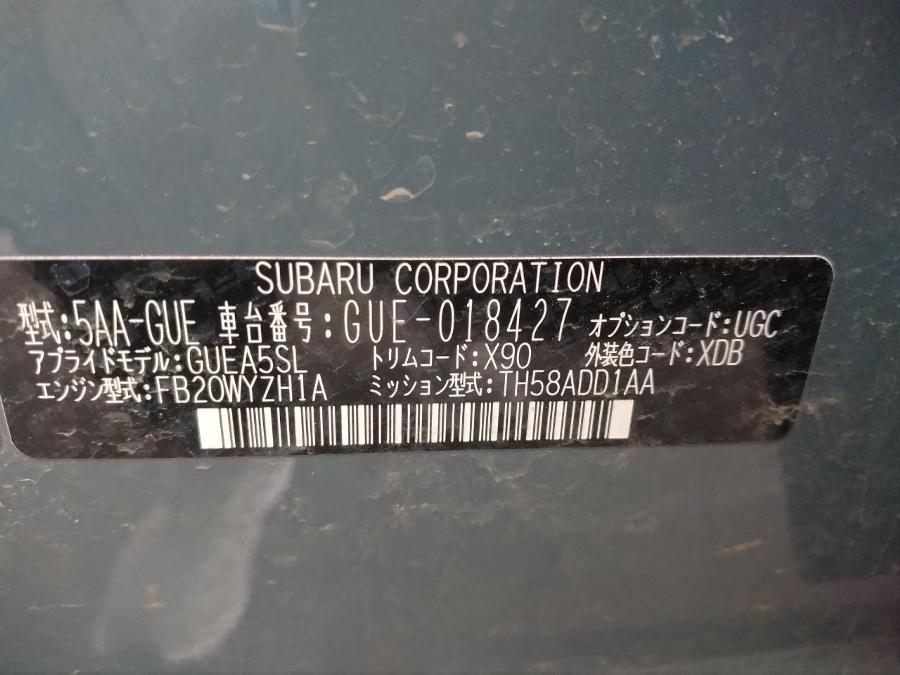 SUBARU CORPORATION
型式:5AA-GUE 車台番号:GUE-018427 オプションコード:UGC
アプライドモデル:GUEA5SL トリムコード:X90 外装色コード:XDB
エンジン型式:FB20WYZH1A ミッション型式:TH58ADD1AA